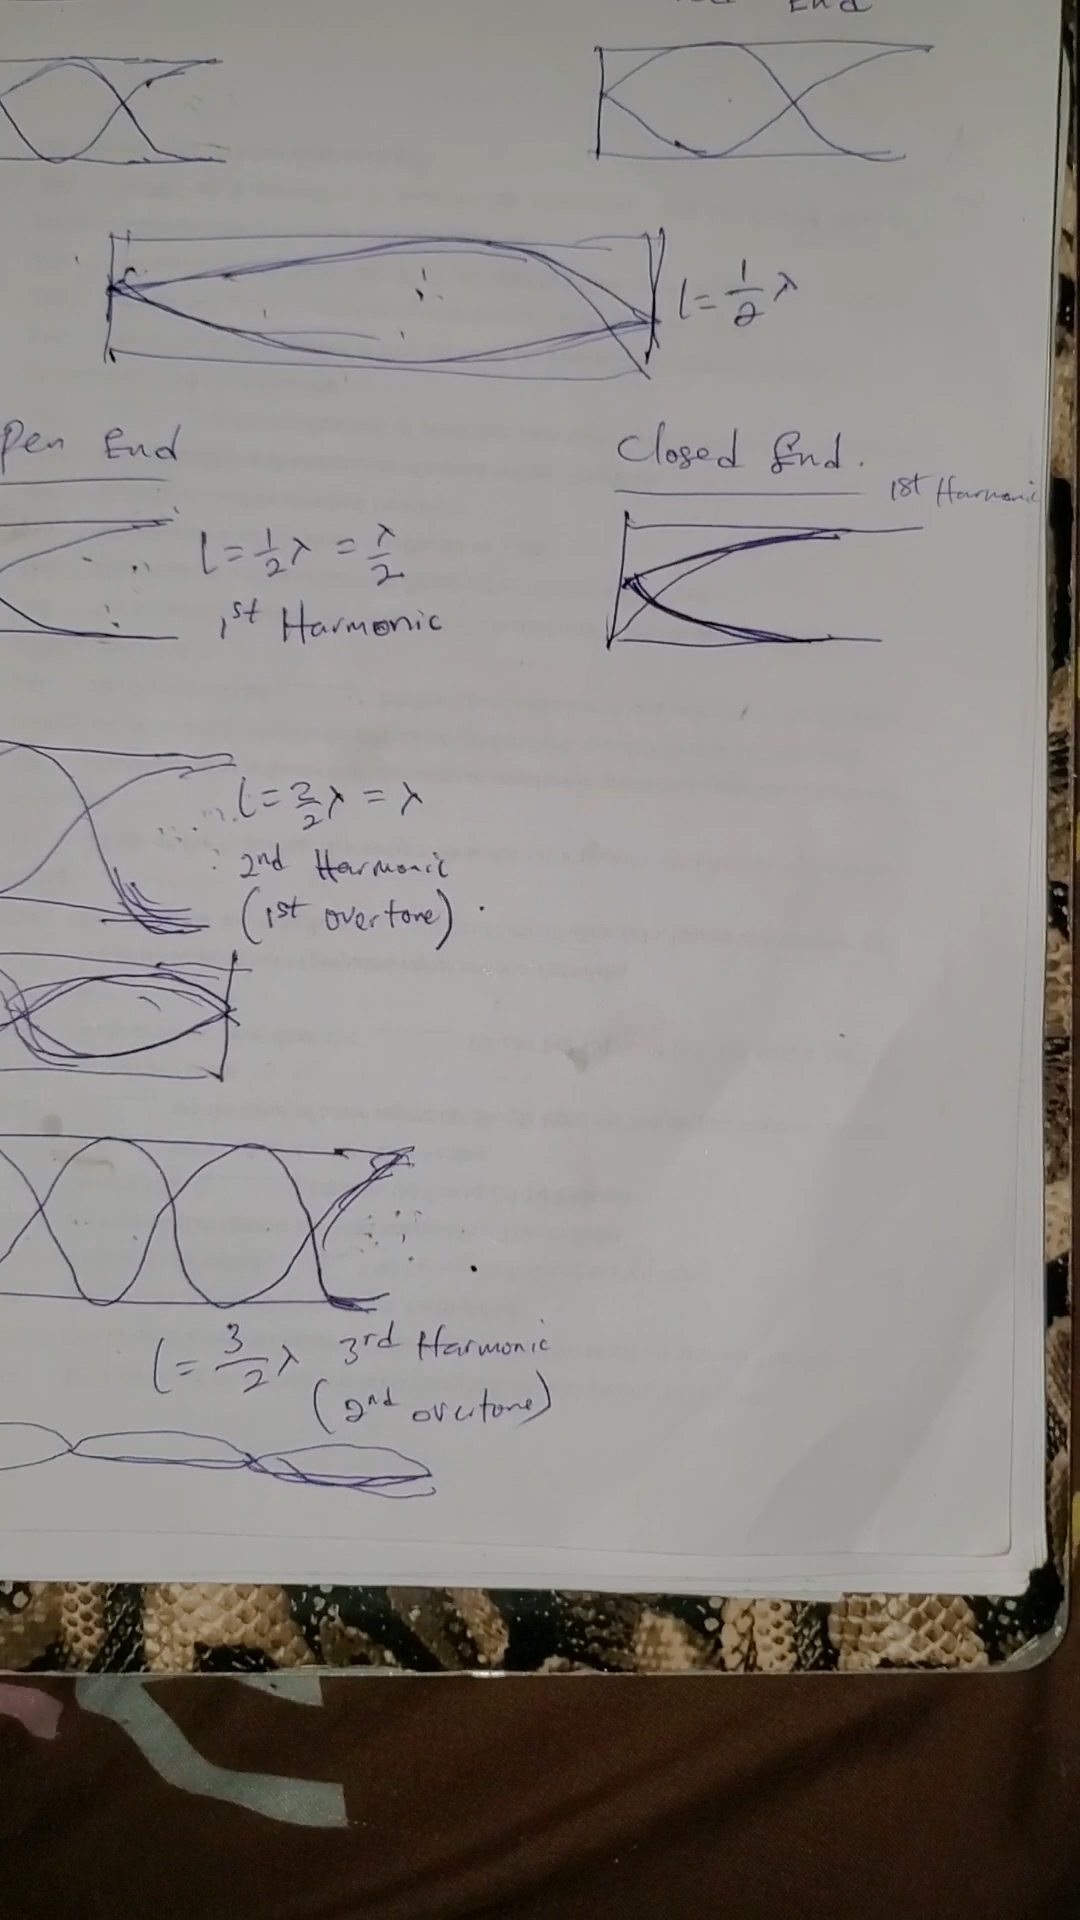 End
l = 1/2 λ
Pen End
Closed End.
1st Harmonic
l = 1/2 λ = λ/2
1st Harmonic
l = 2/2 λ = λ
2nd Harmonic
(1st overtone)
l = 3/2 λ 3rd Harmonic
(2nd overtone)